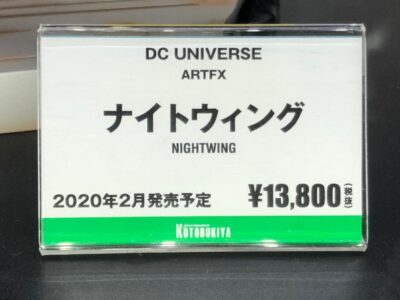 DC UNIVERSE
ARTFX
ナイトウィング
NIGHTWING
2020年2月発売予定 ¥13,800(税抜)
KOTOBUKIYA